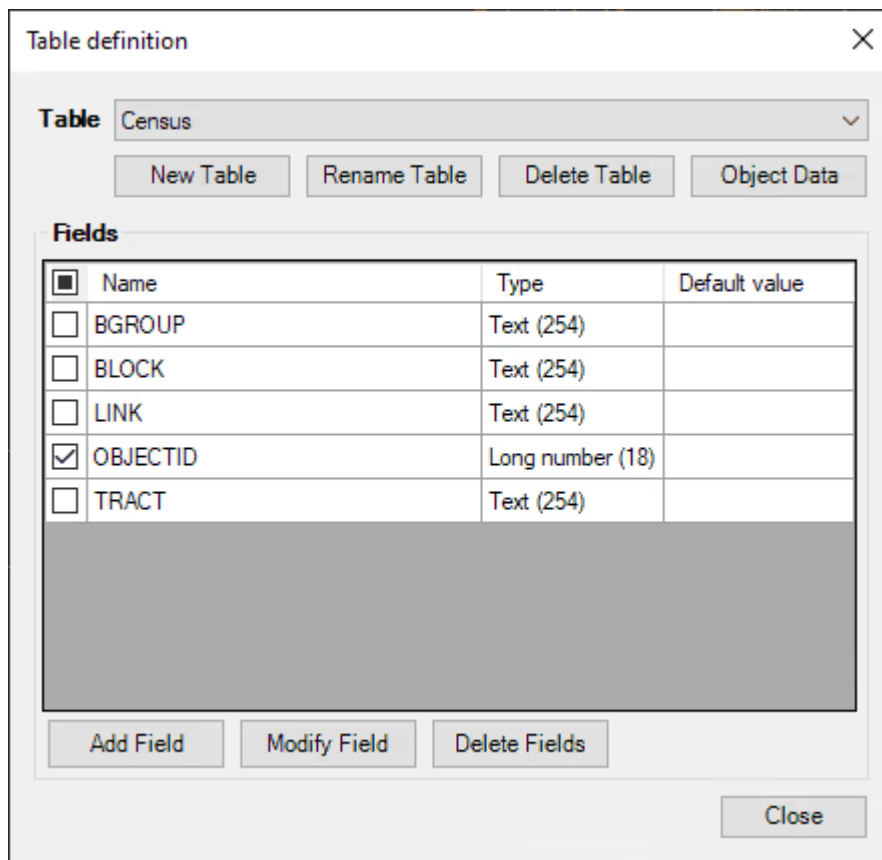 Table definition
Table Census
New Table Rename Table Delete Table Object Data
Fields
Name Type Default value
BGROUP Text (254)
BLOCK Text (254)
LINK Text (254)
OBJECTID Long number (18)
TRACT Text (254)
Add Field Modify Field Delete Fields
Close